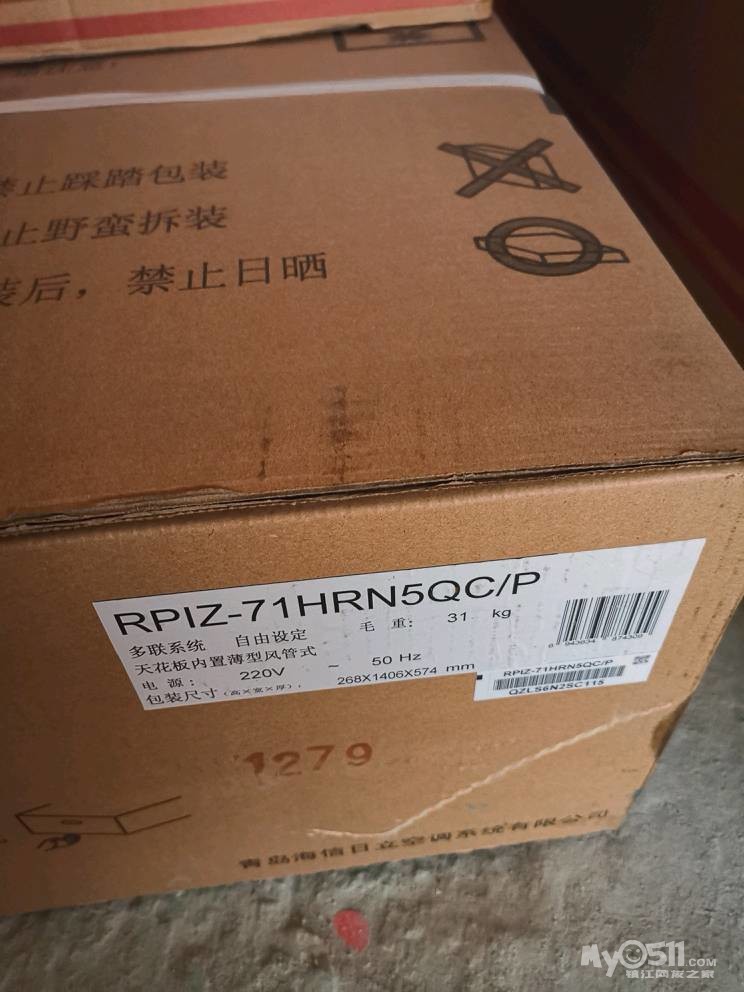 禁止踩踏包装
止野蛮拆装
装后，禁止日晒
RPIZ-71HRN5QC/P
多联系统 自由设定 毛重: 31 kg
天花板内置薄型风管式
电源: 220V ~ 50 Hz
包装尺寸(高×宽×厚), 268X1406X574 mm
RPIZ-71HRN5QC/P
QZLS6N2SC115
1279
青岛海信日立空调系统有限公司
MyO511.COM
镇江网友之家